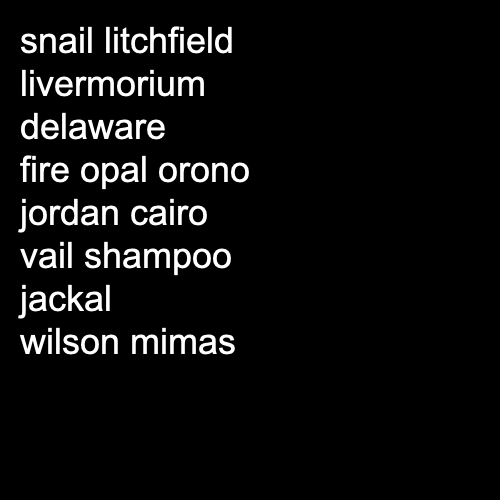 snail litchfield
livermorium
delaware
fire opal orono
jordan cairo
vail shampoo
jackal
wilson mimas